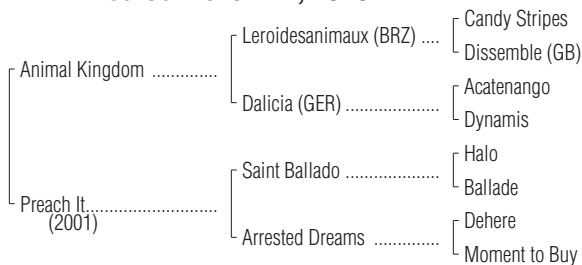 Leroidesanimaux (BRZ) ....
Candy Stripes
Dissemble (GB)
Animal Kingdom ..............
Dalicia (GER) ....................
Acatenango
Dynamis
Saint Ballado ....................
Halo
Ballade
Preach It............................
(2001)
Arrested Dreams ..............
Dehere
Moment to Buy